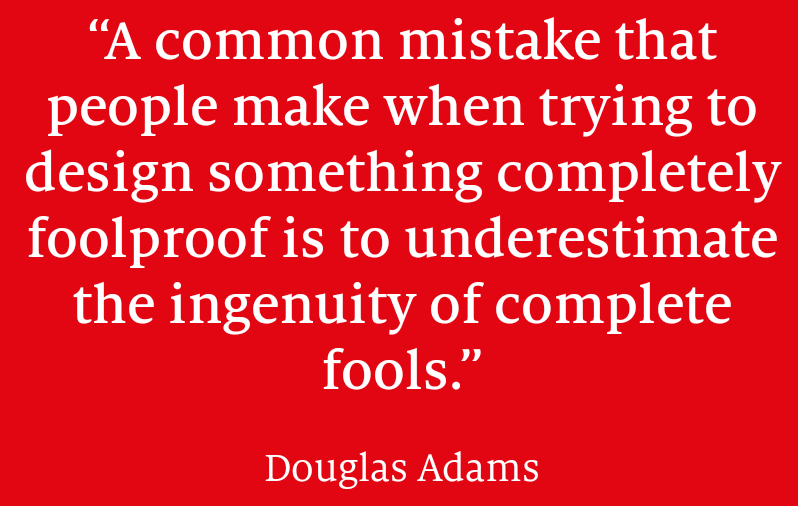 “A common mistake that
people make when trying to
design something completely
foolproof is to underestimate
the ingenuity of complete
fools.”
Douglas Adams